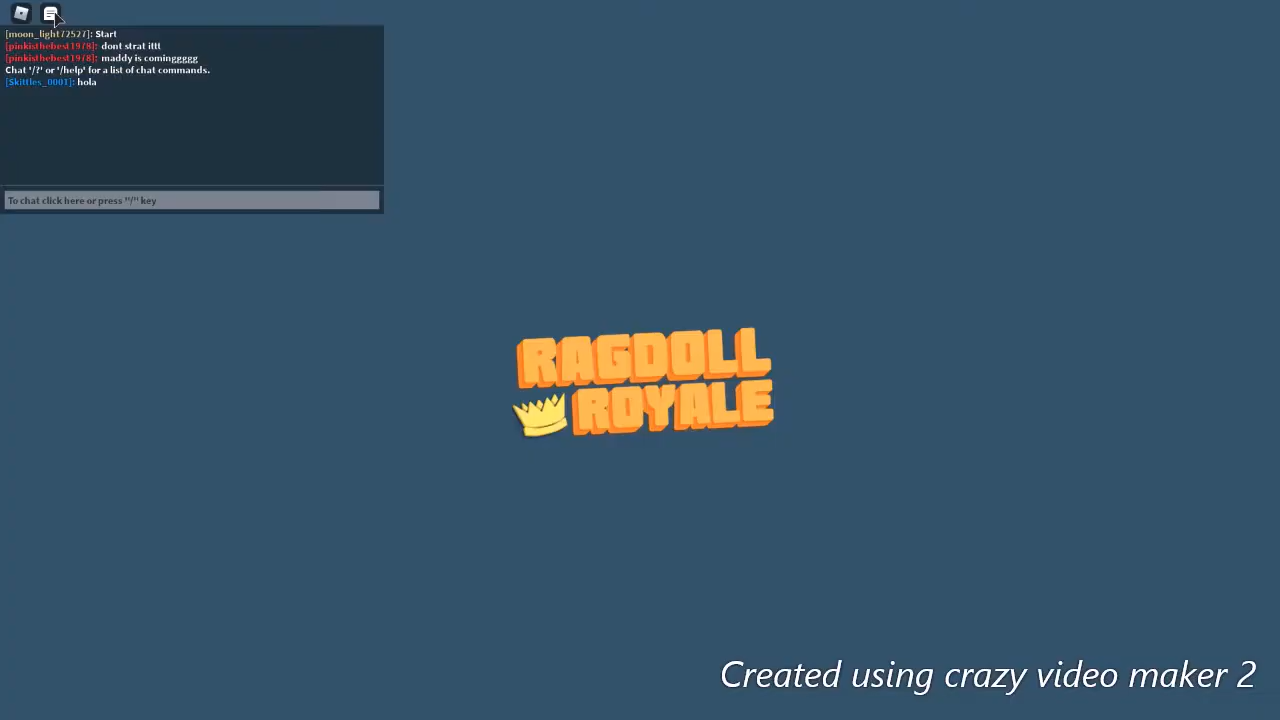 [moon_light72527]: Start
[pinkisthebest1978]: dont strat ittt
[pinkisthebest1978]: maddy is cominggggg
Chat '/?' or '/help' for a list of chat commands.
[Skittles_0001]: hola
To chat click here or press "/" key
RAGDOLL
ROYALE
Created using crazy video maker 2